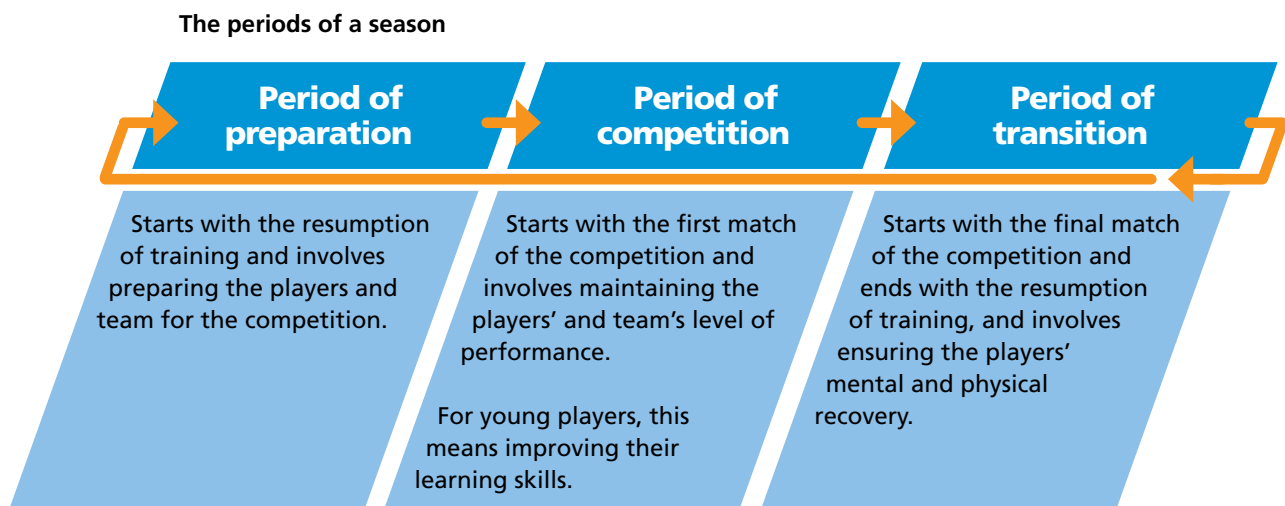 The periods of a season
Period of
preparation
Period of
competition
Period of
transition
Starts with the resumption
of training and involves
preparing the players and
team for the competition.
Starts with the first match
of the competition and
involves maintaining the
players’ and team’s level of
performance.
For young players, this
means improving their
learning skills.
Starts with the final match
of the competition and
ends with the resumption
of training, and involves
ensuring the players’
mental and physical
recovery.